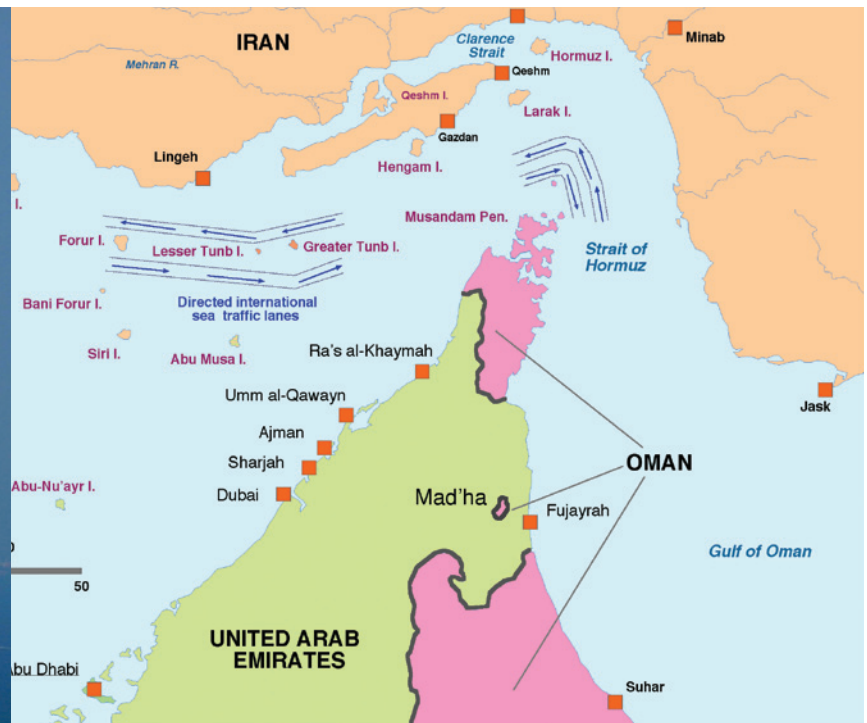 IRAN
Clarence
Strait
Hormuz I.
Minab
Mehran R.
Qeshm
Qeshm I.
Larak I.
Gazdan
Lingeh
Hengam I.
I.
Musandam Pen.
Forur I.
Lesser Tunb I.
Greater Tunb I.
Strait of
Hormuz
Bani Forur I.
Directed international
sea traffic lanes
Siri I.
Abu Musa I.
Ra's al-Khaymah
Jask
Umm al-Qawayn
Ajman
Sharjah
OMAN
Abu-Nu'ayr I.
Dubai
Mad'ha
Fujayrah
0
Gulf of Oman
50
UNITED ARAB
EMIRATES
Abu Dhabi
Suhar